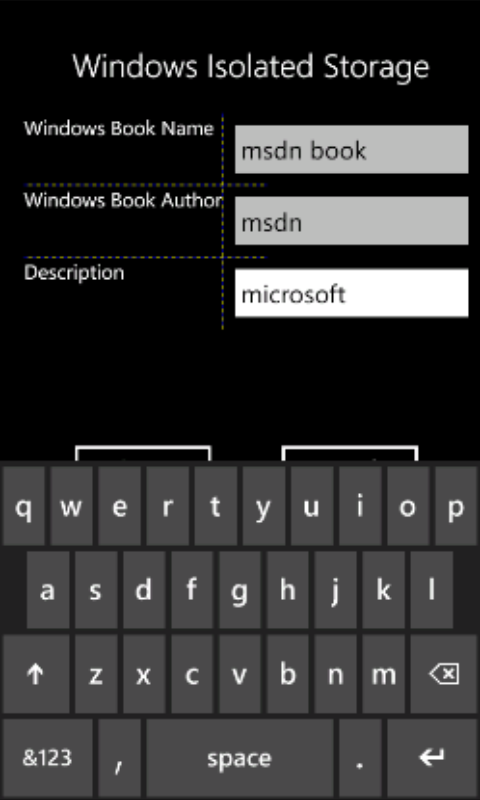 Windows Isolated Storage
Windows Book Name
msdn book
Windows Book Author
msdn
Description
microsoft
q w e r t y u i o p
a s d f g h j k l
z x c v b n m
&123 , space .